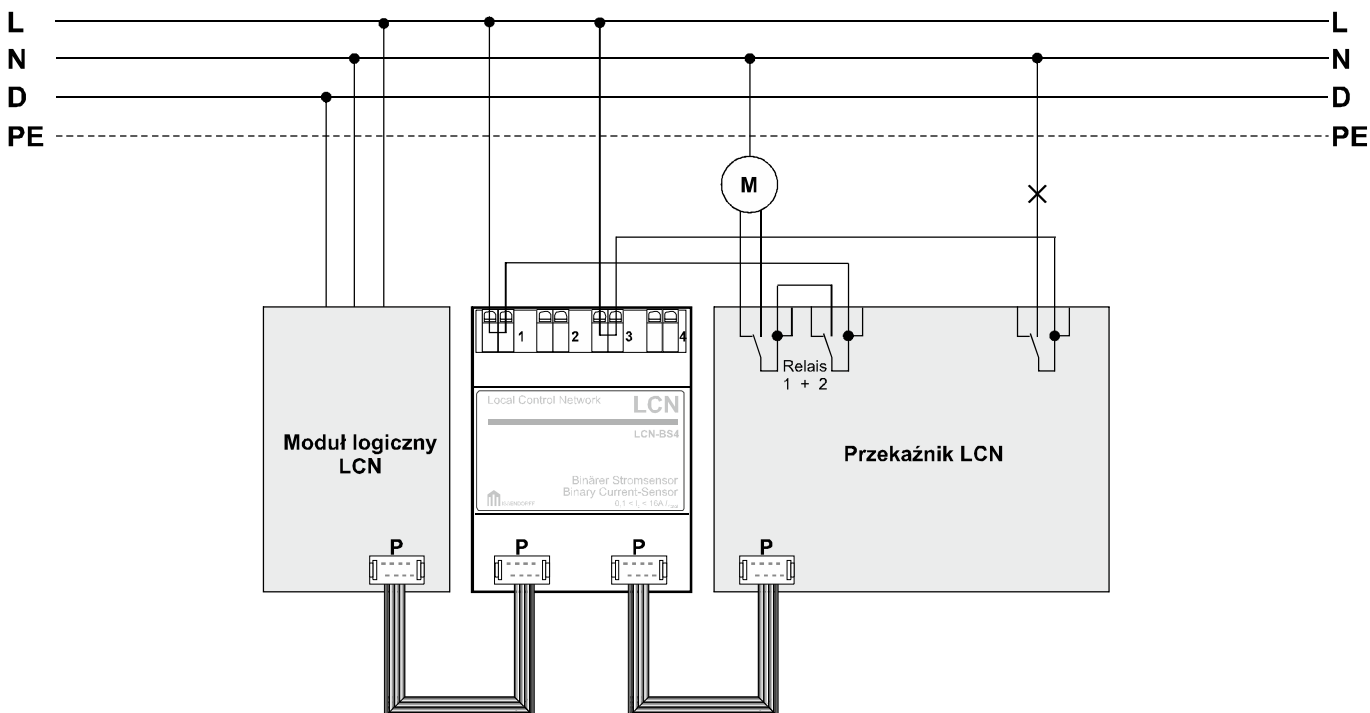 L L
N N
D D
PE PE
M
1 2 3 4
Relais
1 + 2
Local Control Network LCN
LCN-BS4
Moduł logiczny
LCN
Przekaźnik LCN
Binärer Stromsensor
Binary Current-Sensor
P P P P